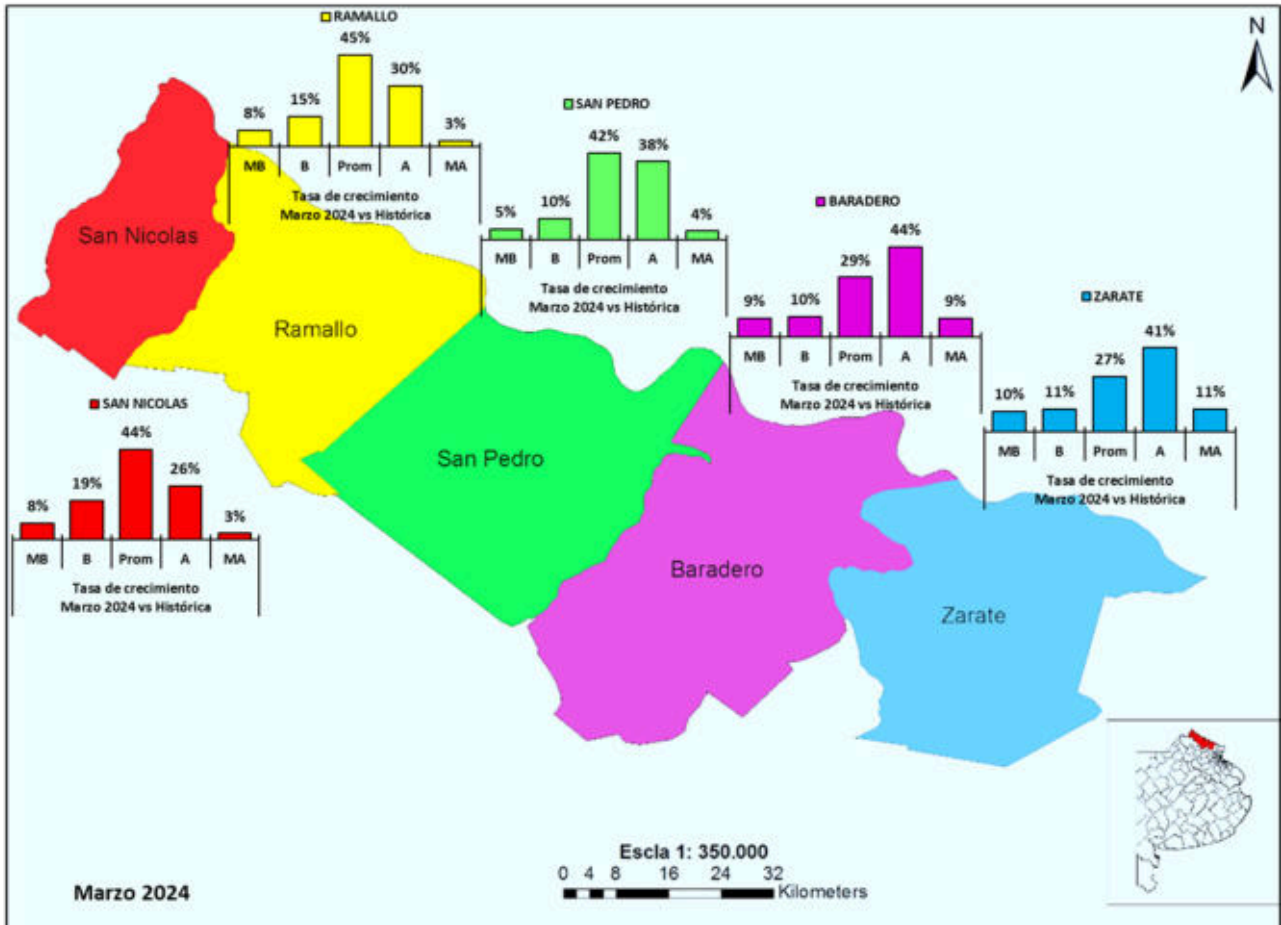 RAMALLO
45%
30%
15%
8%
3%
MB B Prom A MA
Tasa de crecimiento
Marzo 2024 vs Histórica
N
SAN PEDRO
42%
38%
10%
5%
4%
MB B Prom A MA
Tasa de crecimiento
Marzo 2024 vs Histórica
BARADERO
44%
29%
9%
10%
9%
MB B Prom A MA
Tasa de crecimiento
Marzo 2024 vs Histórica
ZARATE
41%
27%
10%
11%
11%
MB B Prom A MA
Tasa de crecimiento
Marzo 2024 vs Histórica
San Nicolas
Ramallo
San Pedro
Baradero
Zarate
SAN NICOLAS
44%
26%
19%
8%
3%
MB B Prom A MA
Tasa de crecimiento
Marzo 2024 vs Histórica
Escla 1: 350.000
0 2 4 8 16 24 32
Kilometers
Marzo 2024